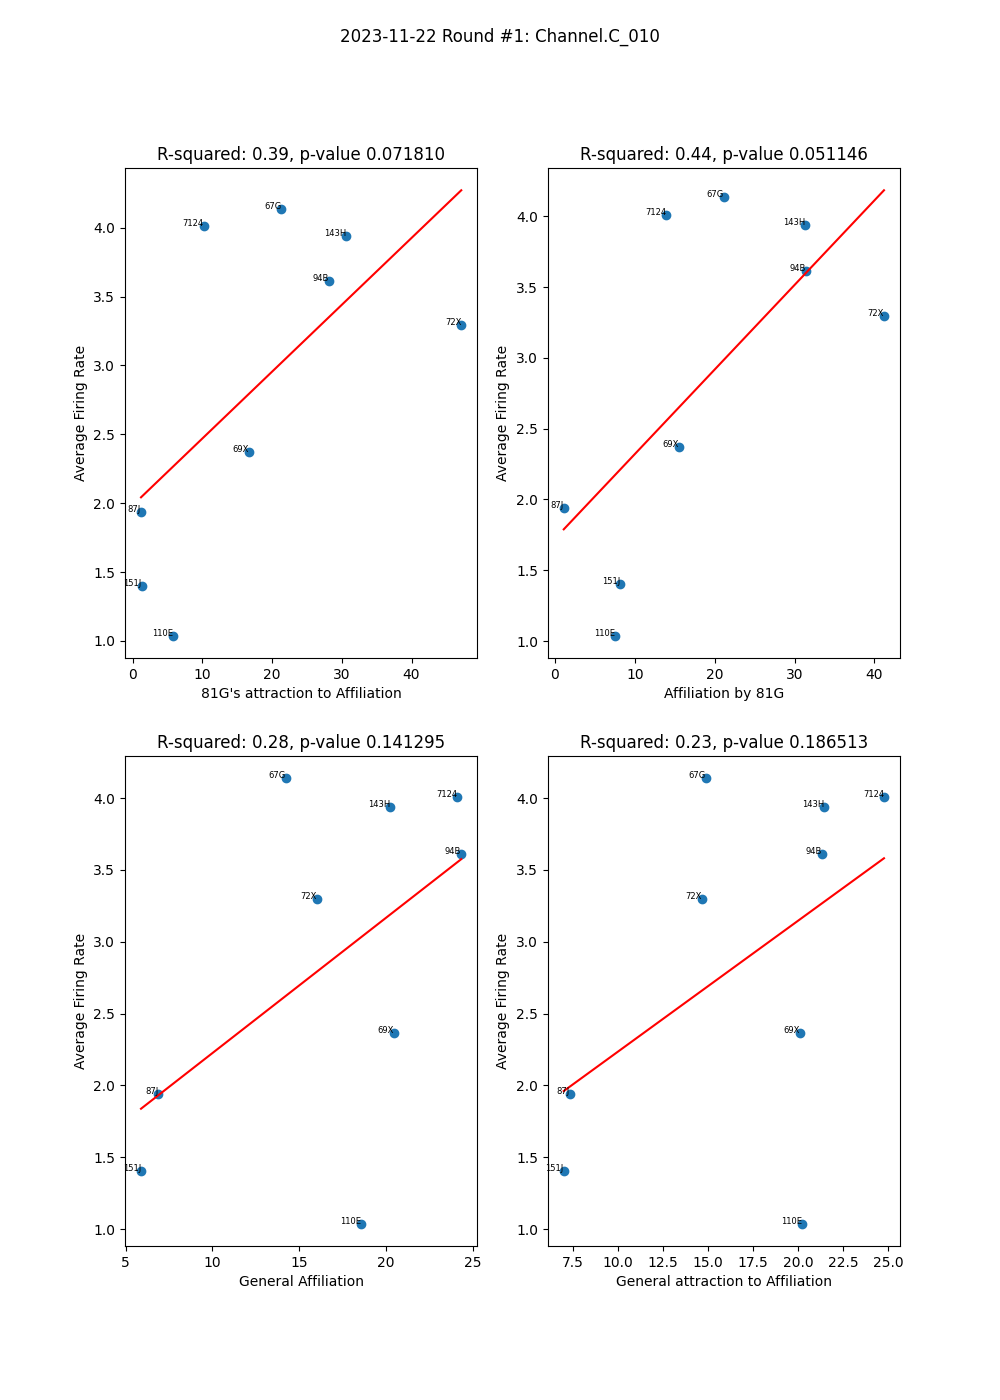 2023-11-22 Round #1: Channel.C_010
R-squared: 0.39, p-value 0.071810
Average Firing Rate
4.0
3.5
3.0
2.5
2.0
1.5
1.0
67G
7124
143H
94B
72X
69X
87J
151J
110E
0 10 20 30 40
81G's attraction to Affiliation
R-squared: 0.44, p-value 0.051146
Average Firing Rate
4.0
3.5
3.0
2.5
2.0
1.5
1.0
67G
7124
143H
94B
72X
69X
87J
151J
110E
0 10 20 30 40
Affiliation by 81G
R-squared: 0.28, p-value 0.141295
Average Firing Rate
4.0
3.5
3.0
2.5
2.0
1.5
1.0
67G
7124
143H
94B
72X
69X
87J
151J
110E
5 10 15 20 25
General Affiliation
R-squared: 0.23, p-value 0.186513
Average Firing Rate
4.0
3.5
3.0
2.5
2.0
1.5
1.0
67G
7124
143H
94B
72X
69X
87J
151J
110E
7.5 10.0 12.5 15.0 17.5 20.0 22.5 25.0
General attraction to Affiliation